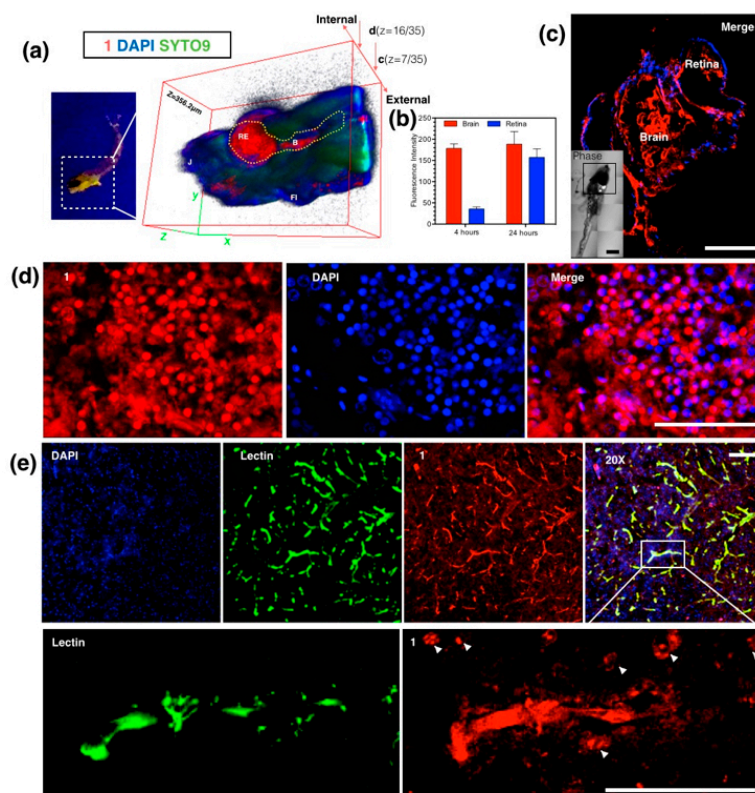 (a)
1 DAPI SYTO9
Internal
d(z=16/35)
c(z=7/35)
External
Z=356.2µm
RE
B
J
FI
y
z
x
(b)
Brain
Retina
Fluorescence Intensity
250
200
150
100
50
0
4 hours
24 hours
(c)
Merge
Retina
Brain
Phase
(d)
1
DAPI
Merge
(e)
DAPI
Lectin
1
20X
Lectin
1